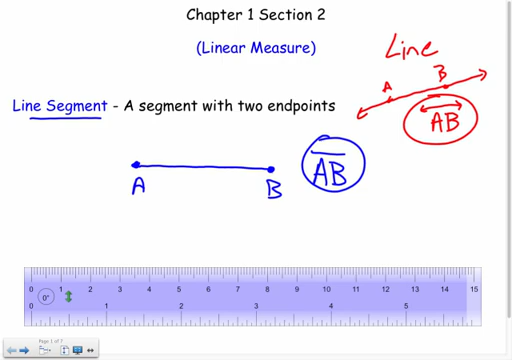 Chapter 1 Section 2
(Linear Measure)
Line
A B
AB
Line Segment - A segment with two endpoints
AB
A B
0 1 2 3 4 5 6 7 8 9 10 11 12 13 14 15
0°
0 1 2 3 4 5
Page 1 of 7